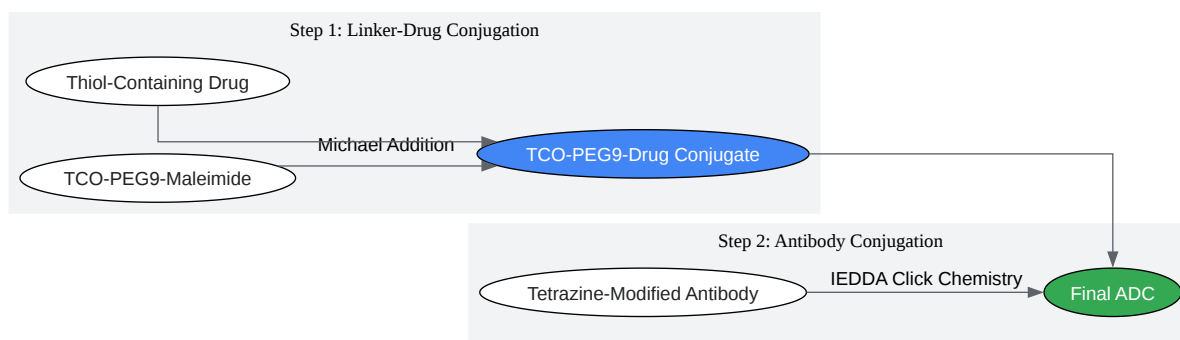 Step 1: Linker-Drug Conjugation
Thiol-Containing Drug
Michael Addition
TCO-PEG9-Drug Conjugate
TCO-PEG9-Maleimide
Step 2: Antibody Conjugation
IEDDA Click Chemistry
Tetrazine-Modified Antibody
Final ADC